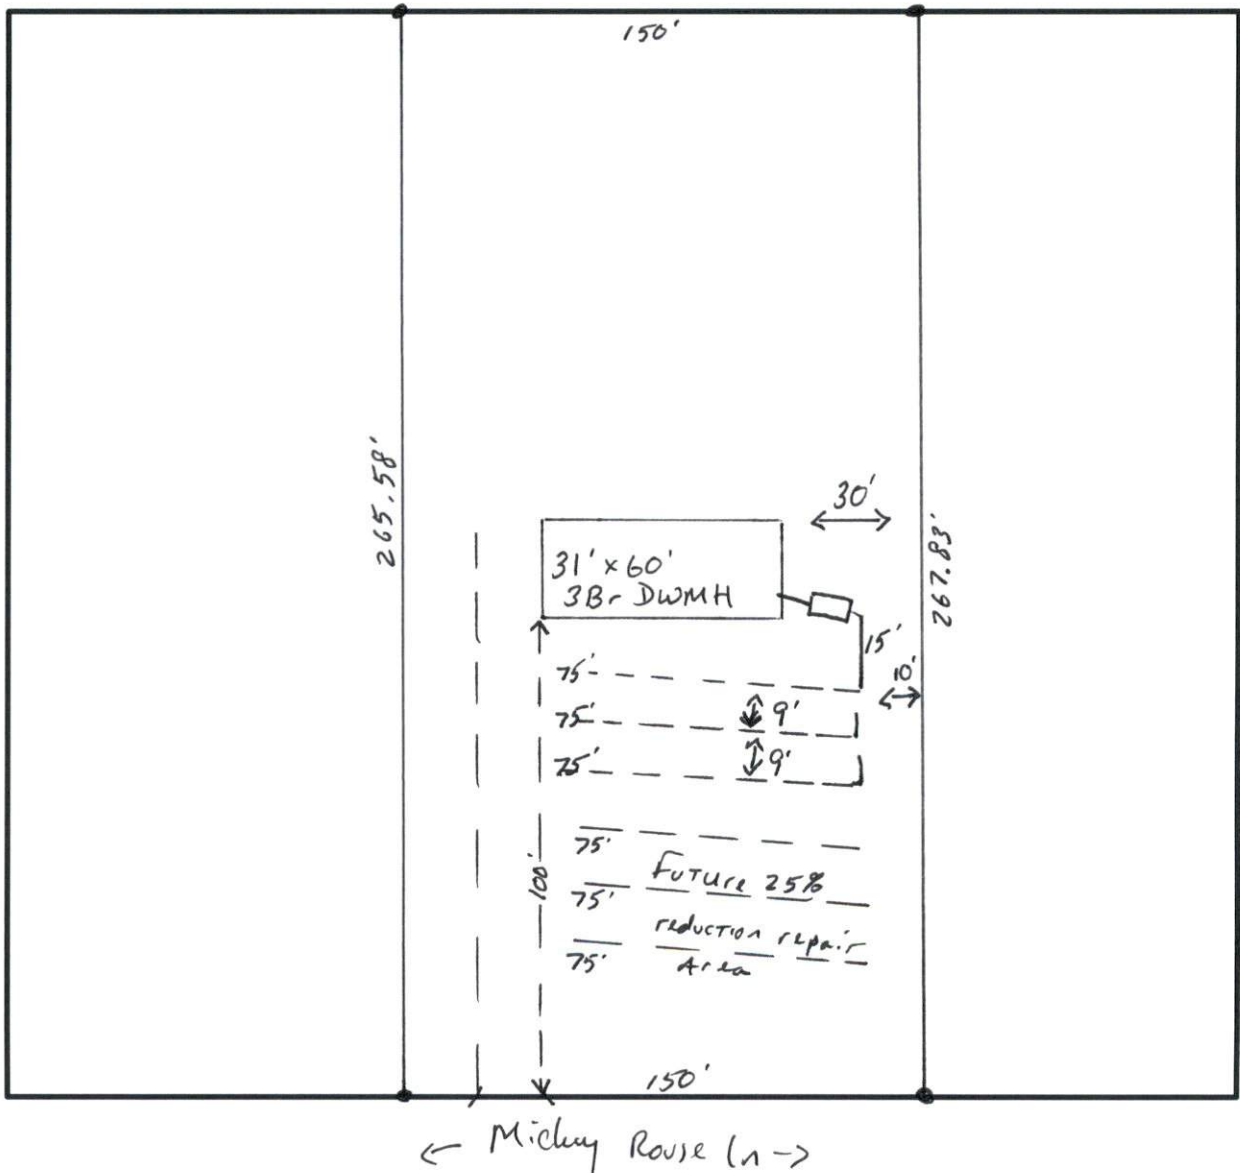 150'
265.58'
30'
31' x 60'
3Br DWMH
267.83'
15'
10'
75'
9'
75'
9'
75'
100'
75'
Future 25%
75'
reduction repair
75'
Area
150'
← Mickey Rouse Ln →